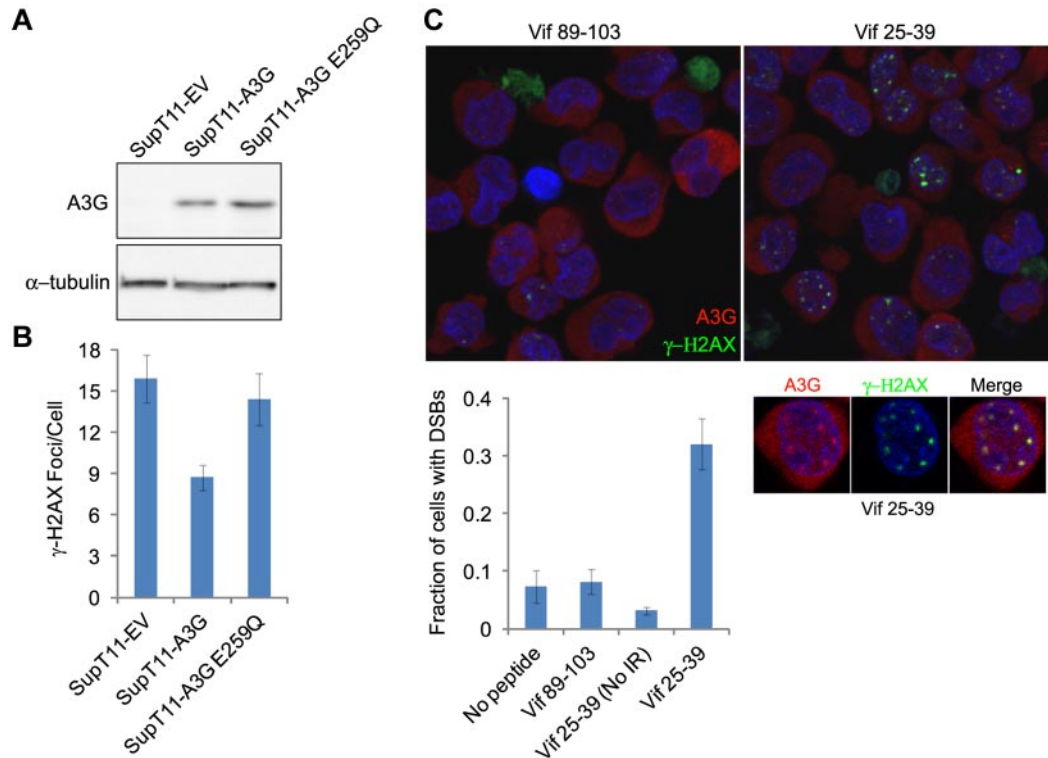 A
SupT11-EV
SupT11-A3G
SupT11-A3G E259Q
A3G
α-tubulin
B
γ-H2AX Foci/Cell
18
15
12
9
6
3
0
SupT11-EV
SupT11-A3G
SupT11-A3G E259Q
C
Vif 89-103
Vif 25-39
A3G
γ-H2AX
Fraction of cells with DSBs
0.4
0.3
0.2
0.1
0
No peptide
Vif 89-103
Vif 25-39 (No IR)
Vif 25-39
A3G
γ-H2AX
Merge
Vif 25-39